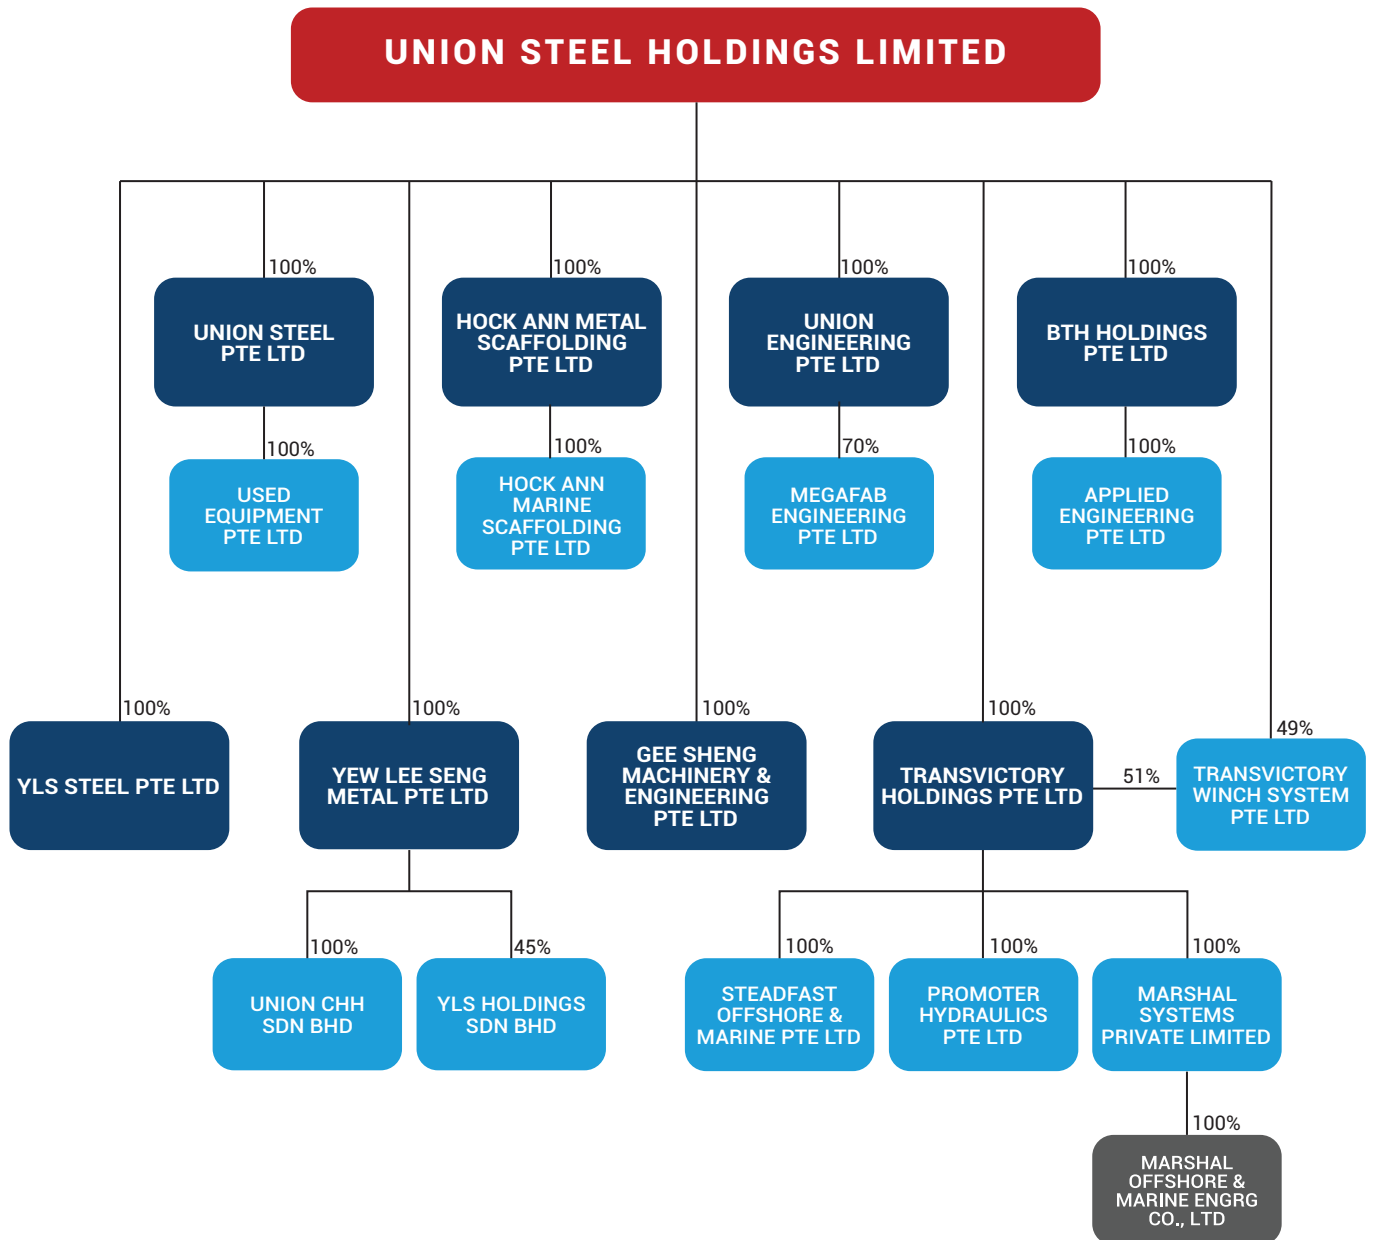 UNION STEEL HOLDINGS LIMITED
100%
100%
100%
100%
UNION STEEL
PTE LTD
HOCK ANN METAL
SCAFFOLDING
PTE LTD
UNION
ENGINEERING
PTE LTD
BTH HOLDINGS
PTE LTD
100%
100%
70%
100%
USED
EQUIPMENT
PTE LTD
HOCK ANN
MARINE
SCAFFOLDING
PTE LTD
MEGAFAB
ENGINEERING
PTE LTD
APPLIED
ENGINEERING
PTE LTD
100%
100%
100%
100%
49%
YLS STEEL PTE LTD
YEW LEE SENG
METAL PTE LTD
GEE SHENG
MACHINERY &
ENGINEERING
PTE LTD
TRANSVICTORY
HOLDINGS PTE LTD
51%
TRANSVICTORY
WINCH SYSTEM
PTE LTD
100%
45%
100%
100%
100%
UNION CHH
SDN BHD
YLS HOLDINGS
SDN BHD
STEADFAST
OFFSHORE &
MARINE PTE LTD
PROMOTER
HYDRAULICS
PTE LTD
MARSHAL
SYSTEMS
PRIVATE LIMITED
100%
MARSHAL
OFFSHORE &
MARINE ENGRG
CO., LTD